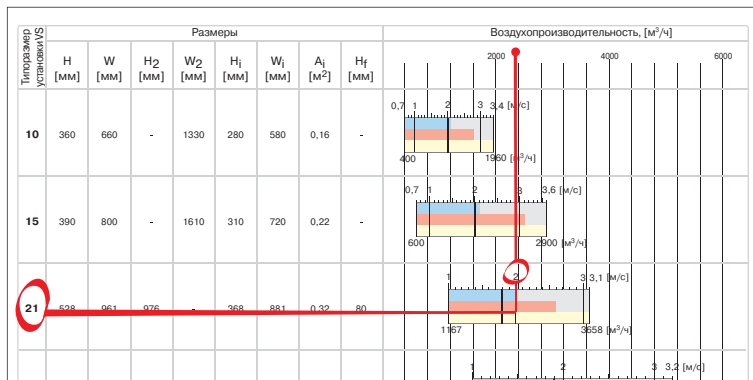 Типоразмер установки VS
Размеры
Воздухопроизводительность, [м³/ч]
H [мм] W [мм] H2 [мм] W2 [мм] Hi [мм] Wi [мм] Ai [м²] Hf [мм]
2000 4000 6000
0,7 1 2 3 3,4 [м/с]
10 360 660 - 1330 280 580 0,16 -
400 1960 [м³/ч]
0,7 1 2 3 3,6 [м/с]
15 390 800 - 1610 310 720 0,22 -
600 2900 [м³/ч]
1 2 3 3,1 [м/с]
21 528 961 976 - 368 881 0,32 80
1167 3658 [м³/ч]
1 2 3 3,2 [м/с]